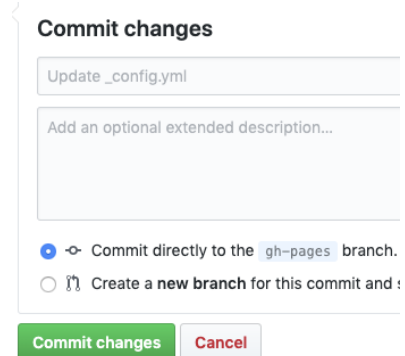 Commit changes
Update _config.yml
Add an optional extended description...
Commit directly to the gh-pages branch.
Create a new branch for this commit and
Commit changes Cancel